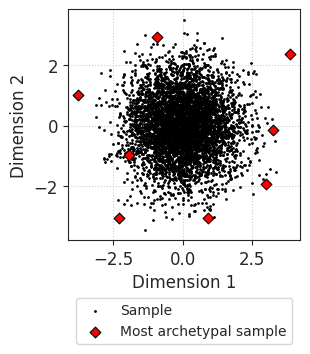 Dimension 2
2
0
−2
−2.5 0.0 2.5
Dimension 1
Sample
Most archetypal sample